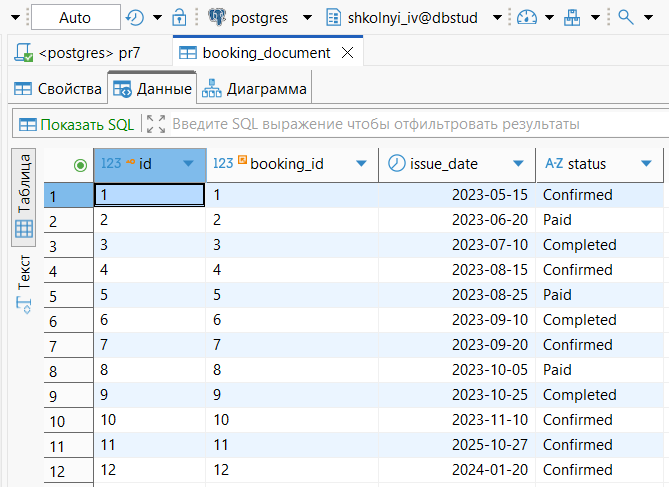 Auto postgres shkolnyi_iv@dbstud
<postgres> pr7 booking_document
Свойства Данные Диаграмма
Показать SQL Введите SQL выражение чтобы отфильтровать результаты
Таблица
Текст
123 id 123 booking_id issue_date A-Z status
1 1 1 2023-05-15 Confirmed
2 2 2 2023-06-20 Paid
3 3 3 2023-07-10 Completed
4 4 4 2023-08-15 Confirmed
5 5 5 2023-08-25 Paid
6 6 6 2023-09-10 Completed
7 7 7 2023-09-20 Confirmed
8 8 8 2023-10-05 Paid
9 9 9 2023-10-25 Completed
10 10 10 2023-11-10 Confirmed
11 11 11 2025-10-27 Confirmed
12 12 12 2024-01-20 Confirmed